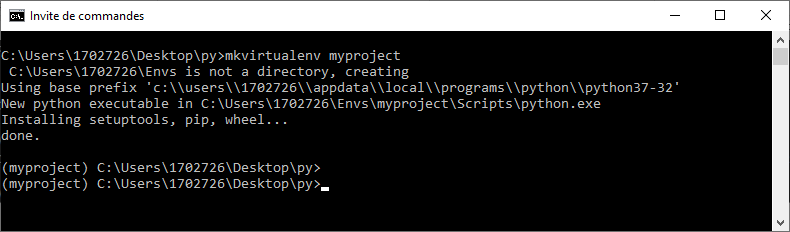 Invite de commandes
C:\Users\1702726\Desktop\py>mkvirtualenv myproject
 C:\Users\1702726\Envs is not a directory, creating
Using base prefix 'c:\\users\\1702726\\appdata\\local\\programs\\python\\python37-32'
New python executable in C:\Users\1702726\Envs\myproject\Scripts\python.exe
Installing setuptools, pip, wheel...
done.
(myproject) C:\Users\1702726\Desktop\py>
(myproject) C:\Users\1702726\Desktop\py>